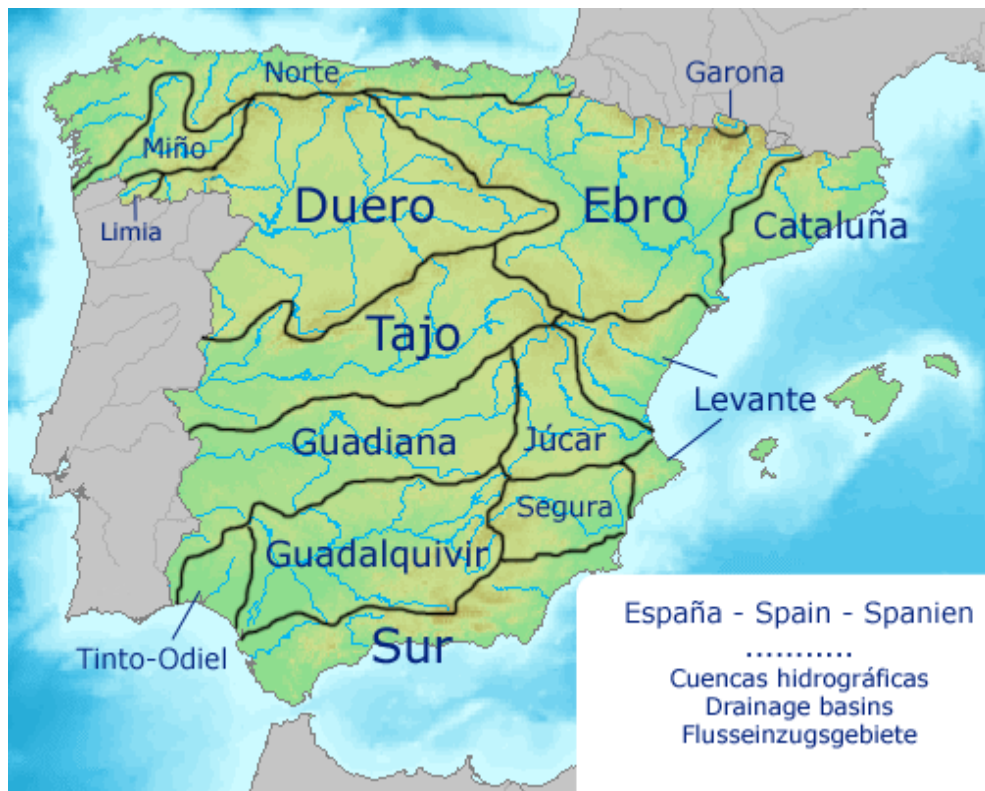 Norte
Garona
Miño
Limia
Duero
Ebro
Cataluña
Tajo
Levante
Guadiana
Júcar
Segura
Guadalquivir
Tinto-Odiel
Sur
España - Spain - Spanien
...........
Cuencas hidrográficas
Drainage basins
Flusseinzugsgebiete